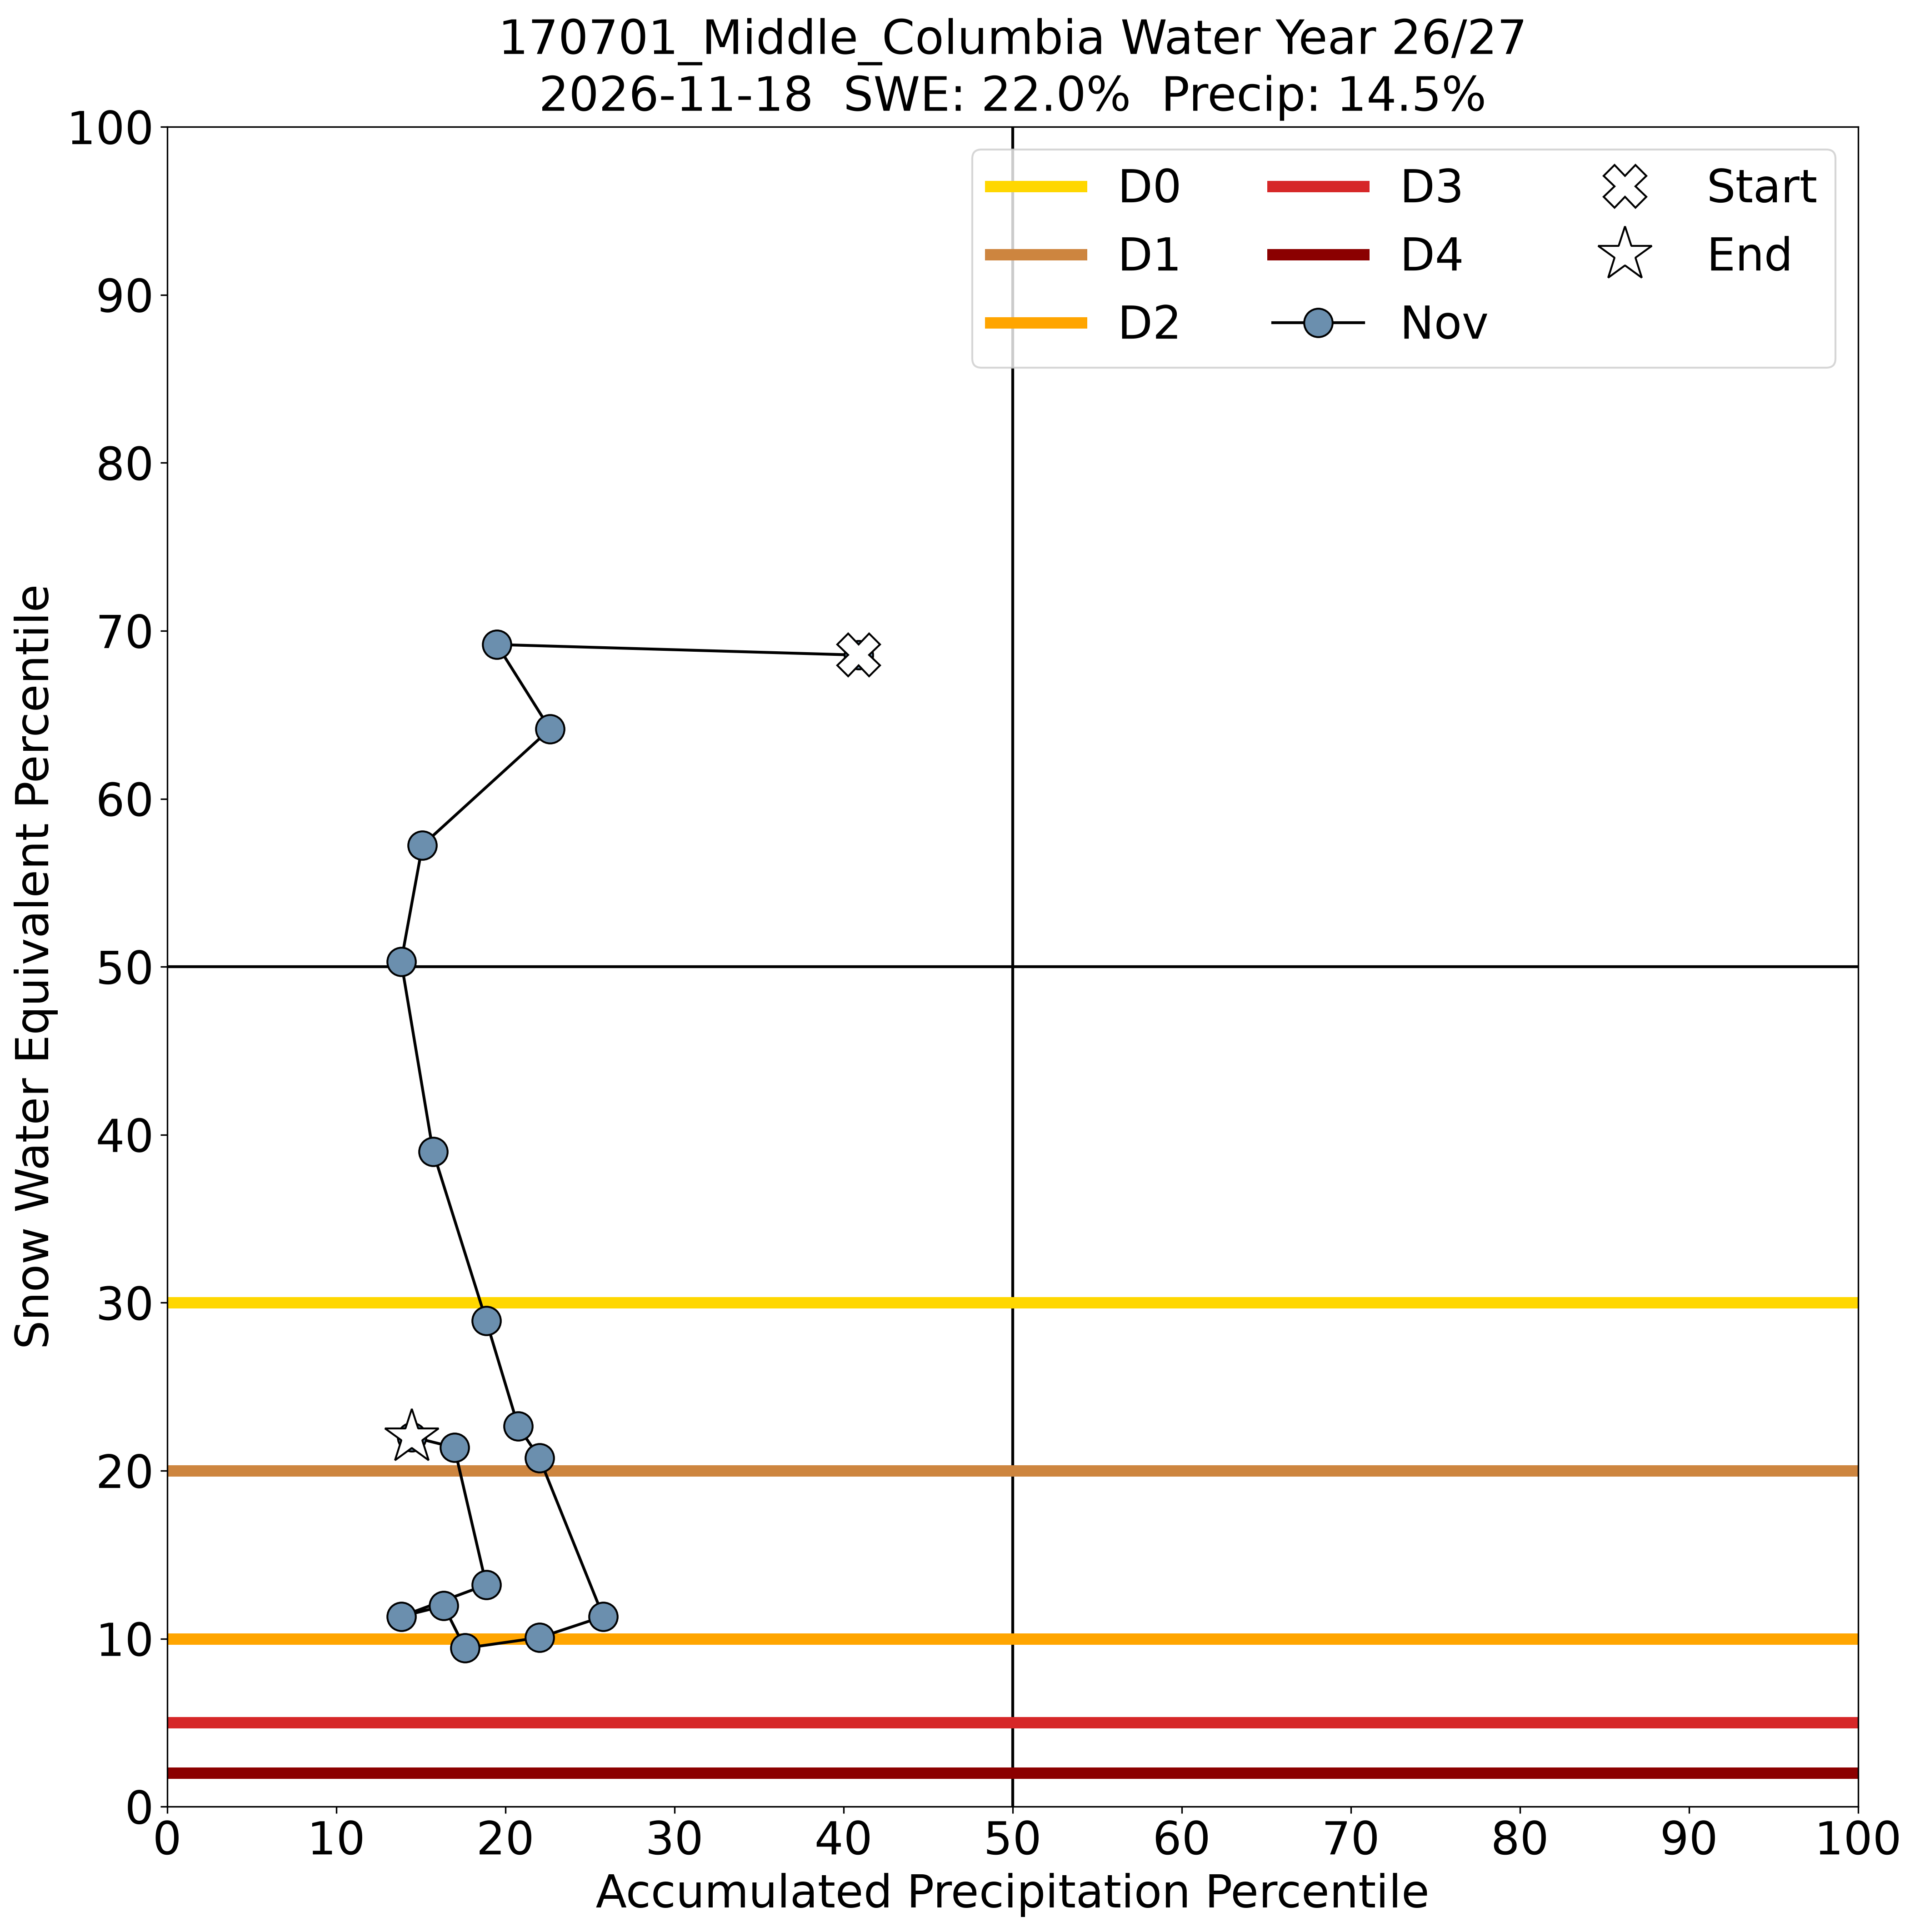 170701_Middle_Columbia Water Year 26/27
2026-11-18  SWE: 22.0%  Precip: 14.5%
100
90
80
70
60
50
40
30
20
10
0
Snow Water Equivalent Percentile
D0
D1
D2
D3
D4
Nov
Start
End
0 10 20 30 40 50 60 70 80 90 100
Accumulated Precipitation Percentile